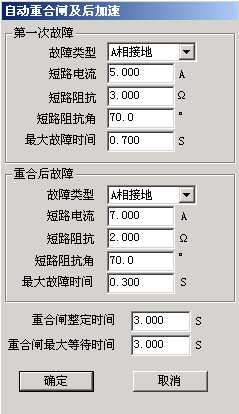 自动重合闸及后加速
第一次故障
故障类型 A相接地
短路电流 5.000 A
短路阻抗 3.000 Ω
短路阻抗角 70.0 °
最大故障时间 0.700 S
重合后故障
故障类型 A相接地
短路电流 7.000 A
短路阻抗 2.000 Ω
短路阻抗角 70.0 °
最大故障时间 0.300 S
重合闸整定时间 3.000 S
重合闸最大等待时间 3.000 S
确定 取消